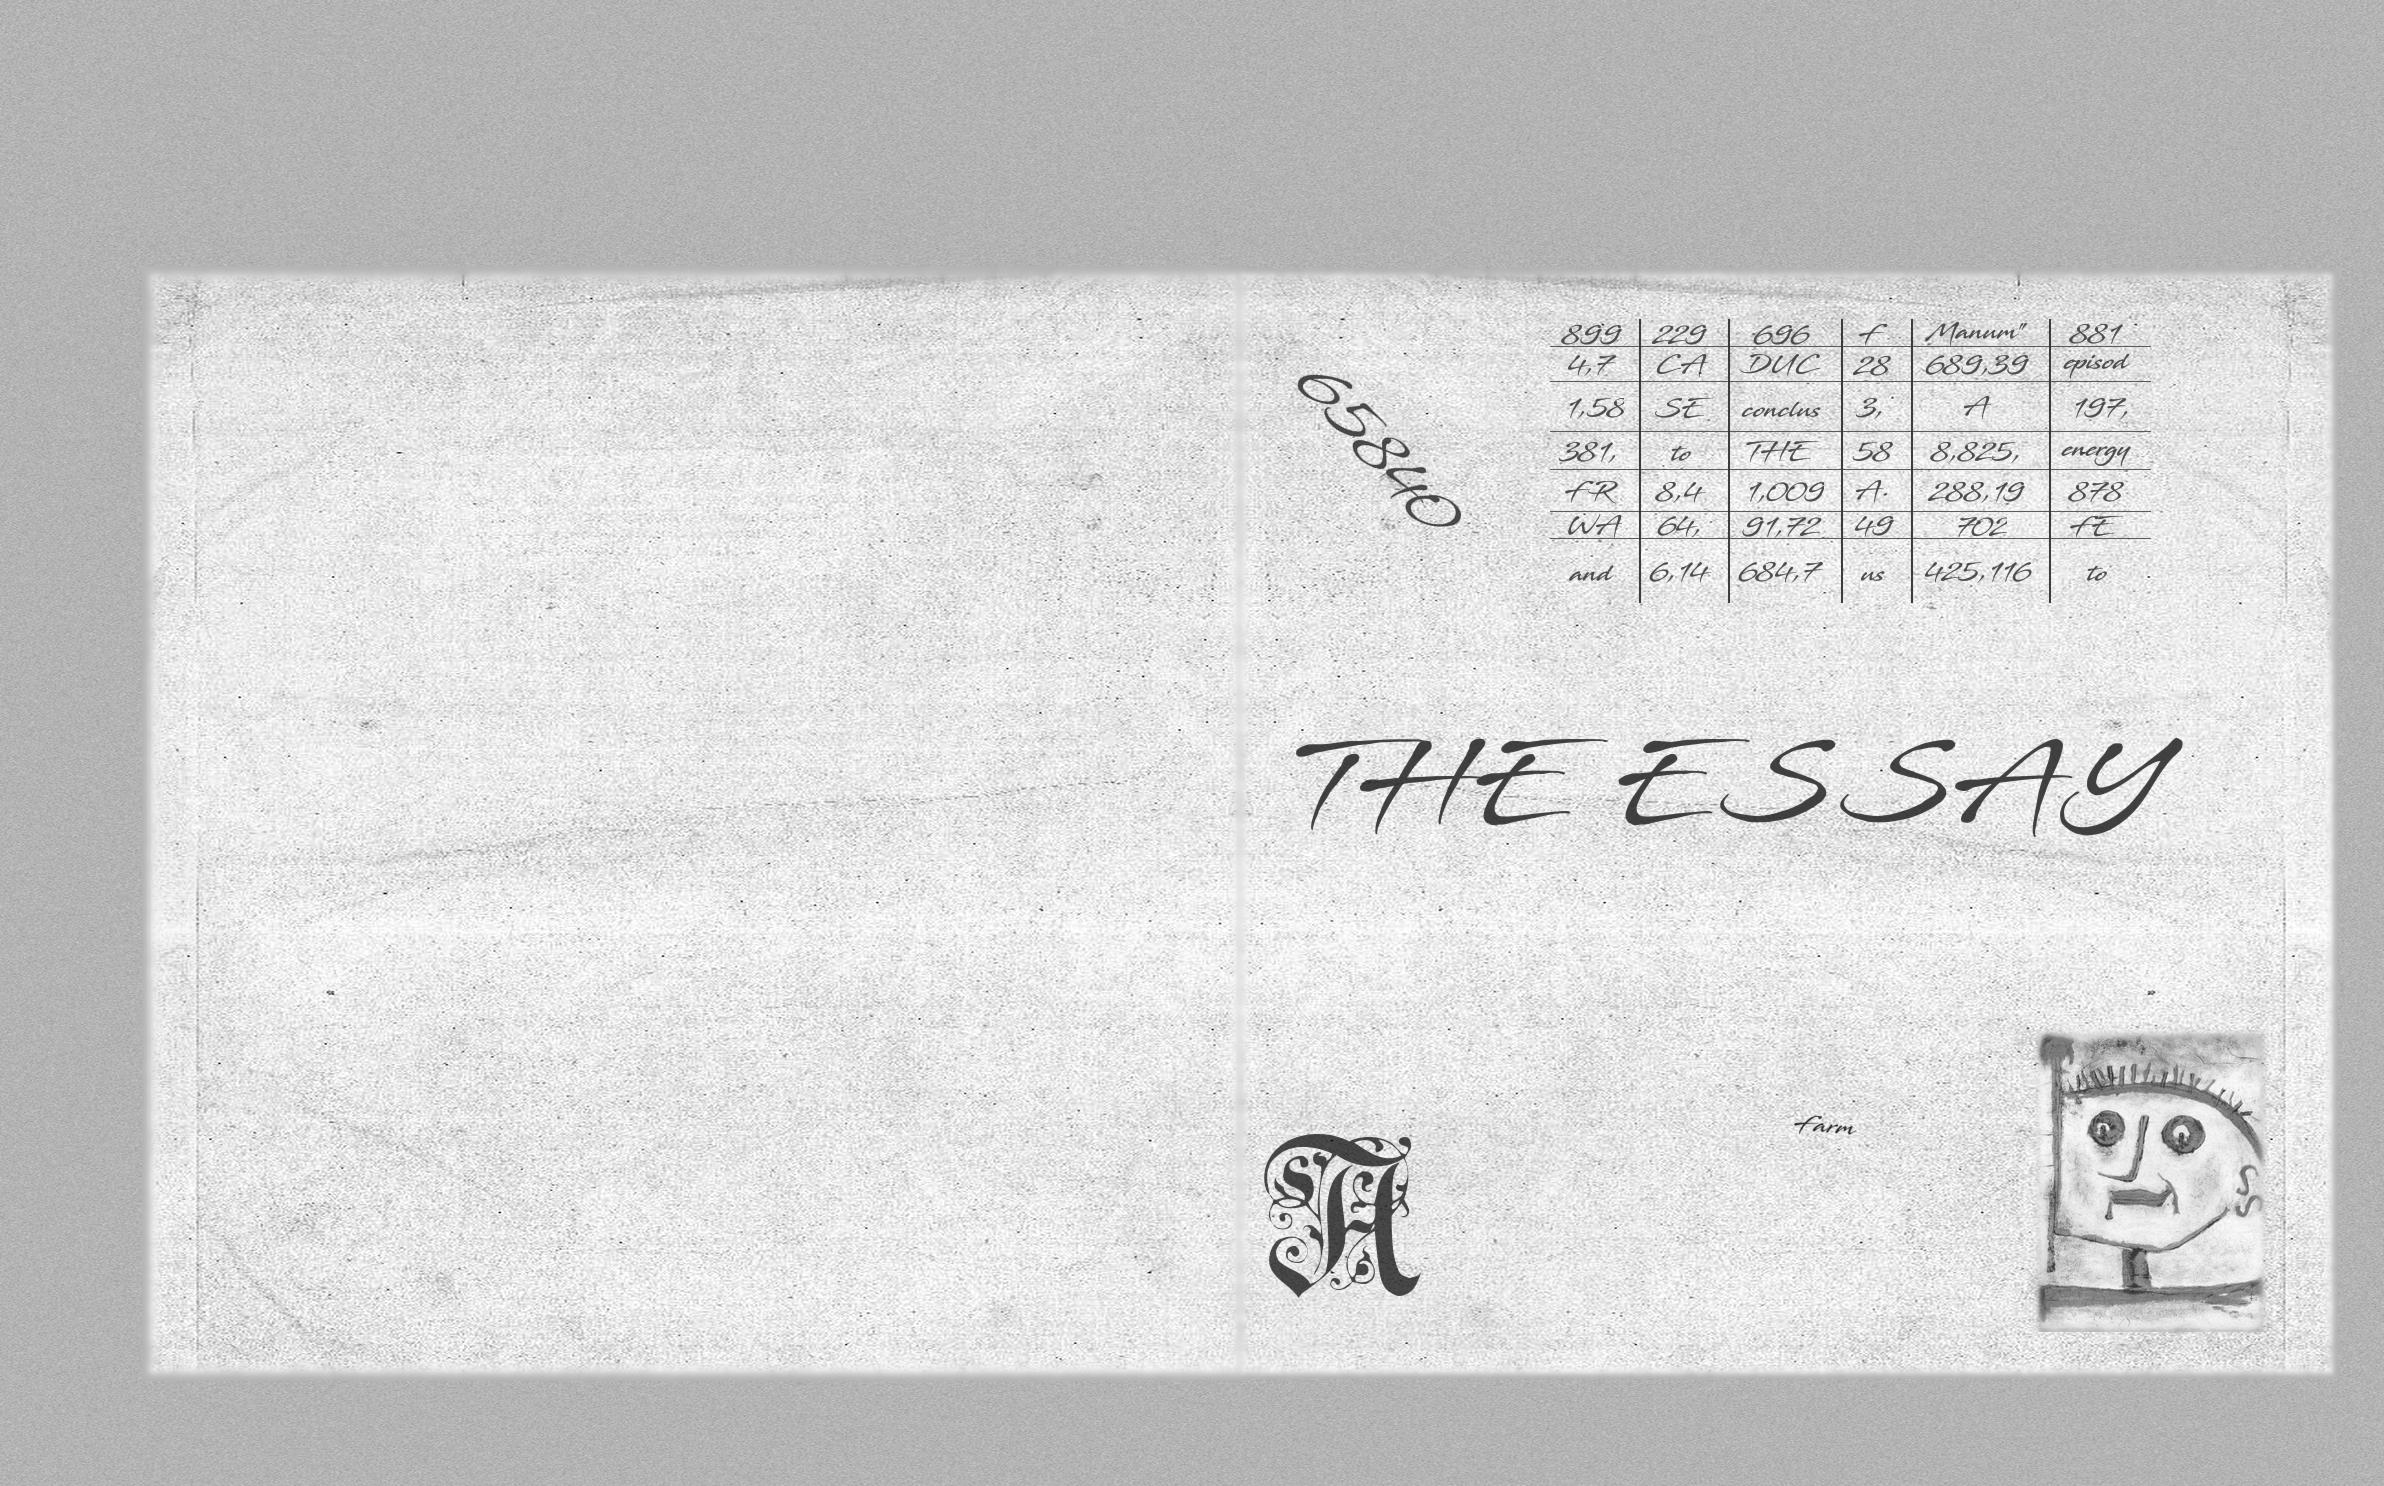 65840
899 229 696 f Manum" 881
4,7 CA DUC 28 689,39 episod
1,58 SE conclus 3, A 197,
381, to THE 58 8,825, energy
fR 8,4 1,009 A. 288,19 878
WA 64, 91,72 49 702 fE
and 6,14 684,7 us 425,116 to
THE ESSAY
farm
A